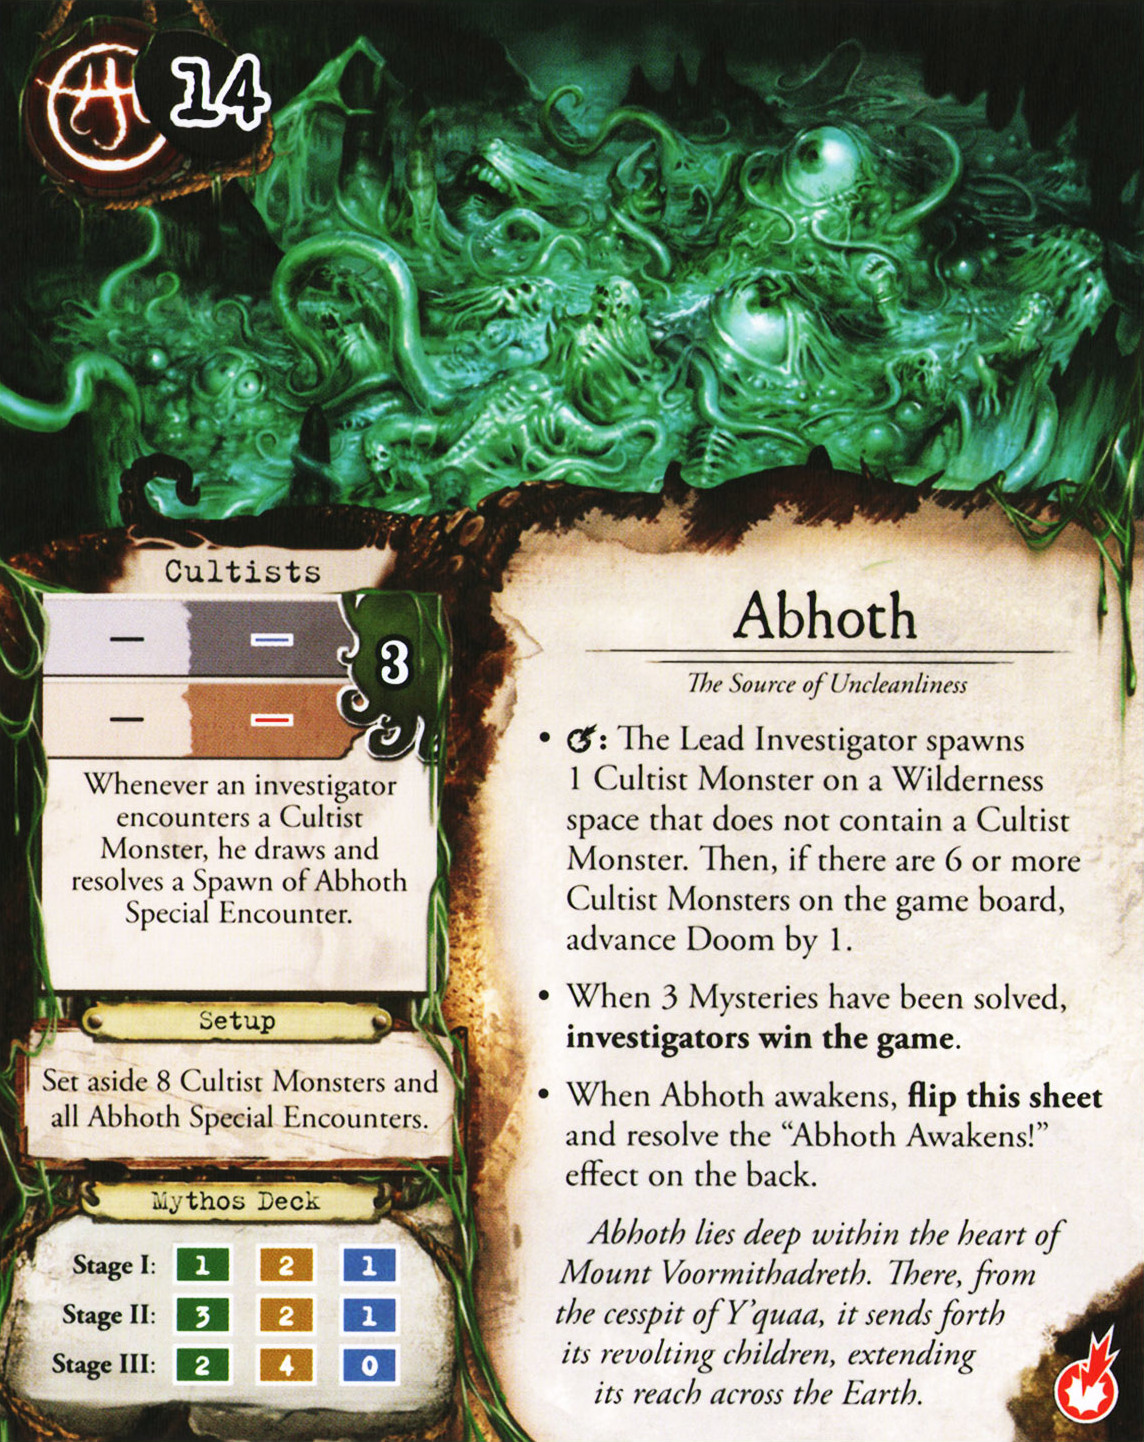 14
Cultists
— —
3
— —
Whenever an investigator
encounters a Cultist
Monster, he draws and
resolves a Spawn of Abhoth
Special Encounter.
Setup
Set aside 8 Cultist Monsters and
all Abhoth Special Encounters.
Mythos Deck
Stage I: 1 2 1
Stage II: 3 2 1
Stage III: 2 4 0
Abhoth
The Source of Uncleanliness
• : The Lead Investigator spawns
1 Cultist Monster on a Wilderness
space that does not contain a Cultist
Monster. Then, if there are 6 or more
Cultist Monsters on the game board,
advance Doom by 1.
• When 3 Mysteries have been solved,
investigators win the game.
• When Abhoth awakens, flip this sheet
and resolve the “Abhoth Awakens!”
effect on the back.
Abhoth lies deep within the heart of
Mount Voormithadreth. There, from
the cesspit of Y’quaa, it sends forth
its revolting children, extending
its reach across the Earth.